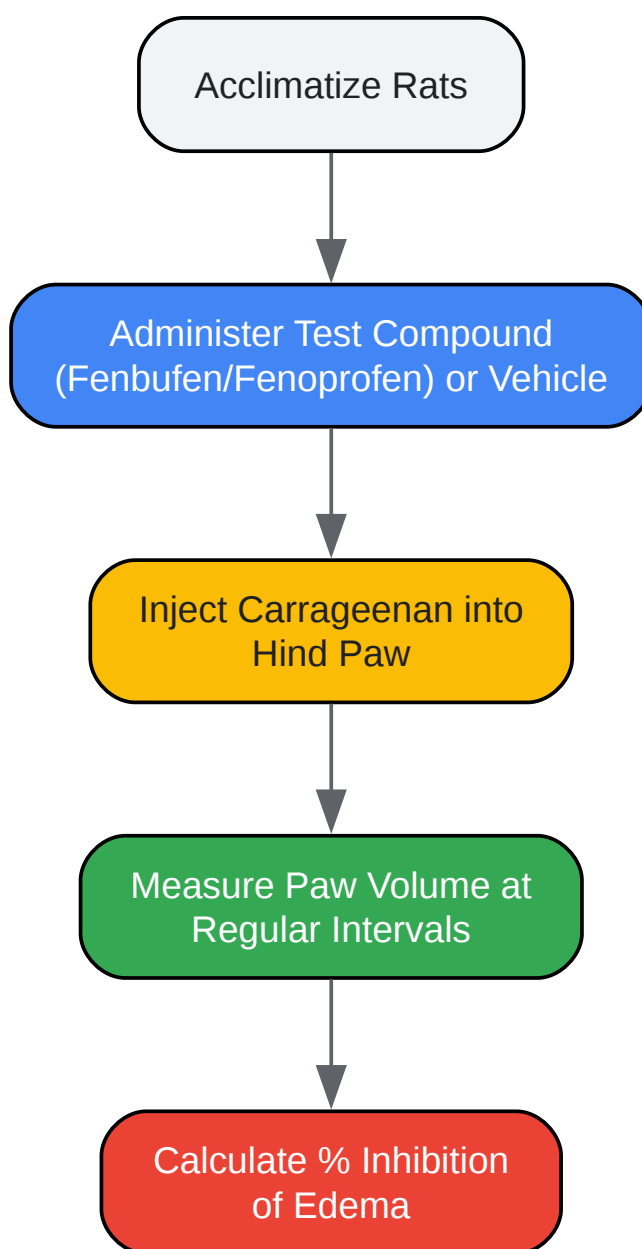 Acclimatize Rats
Administer Test Compound
(Fenbufen/Fenoprofen) or Vehicle
Inject Carrageenan into
Hind Paw
Measure Paw Volume at
Regular Intervals
Calculate % Inhibition
of Edema